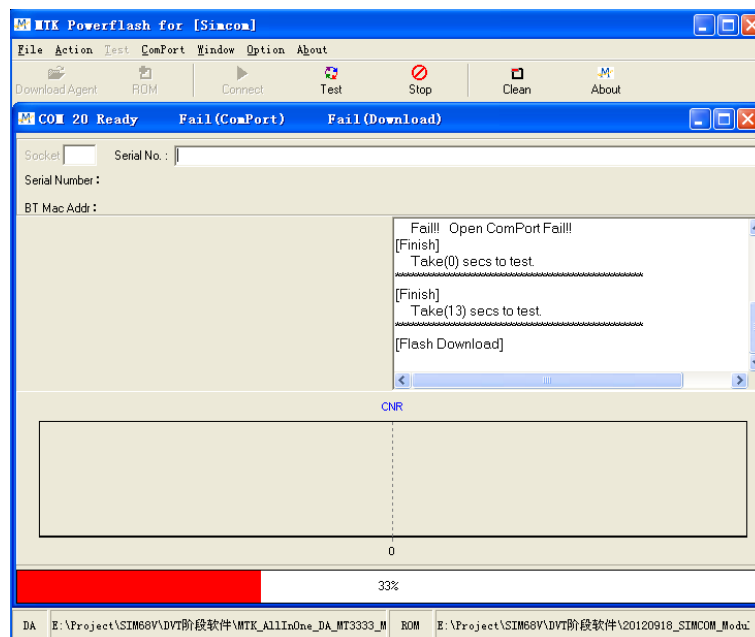 MTK Powerflash for [Simcom]
File Action Test ComPort Window Option About
Download Agent ROM Connect Test Stop Clean About
COM 20 Ready Fail(ComPort) Fail(Download)
Socket Serial No. :
Serial Number :
BT Mac Addr :
Fail!! Open ComPort Fail!!
[Finish]
Take(0) secs to test.
[Finish]
Take(13) secs to test.
[Flash Download]
CNR
0
33%
DA E:\Project\SIM68V\DVT阶段软件\MTK_AllInOne_DA_MT3333_M ROM E:\Project\SIM68V\DVT阶段软件\20120918_SIMCOM_Modu